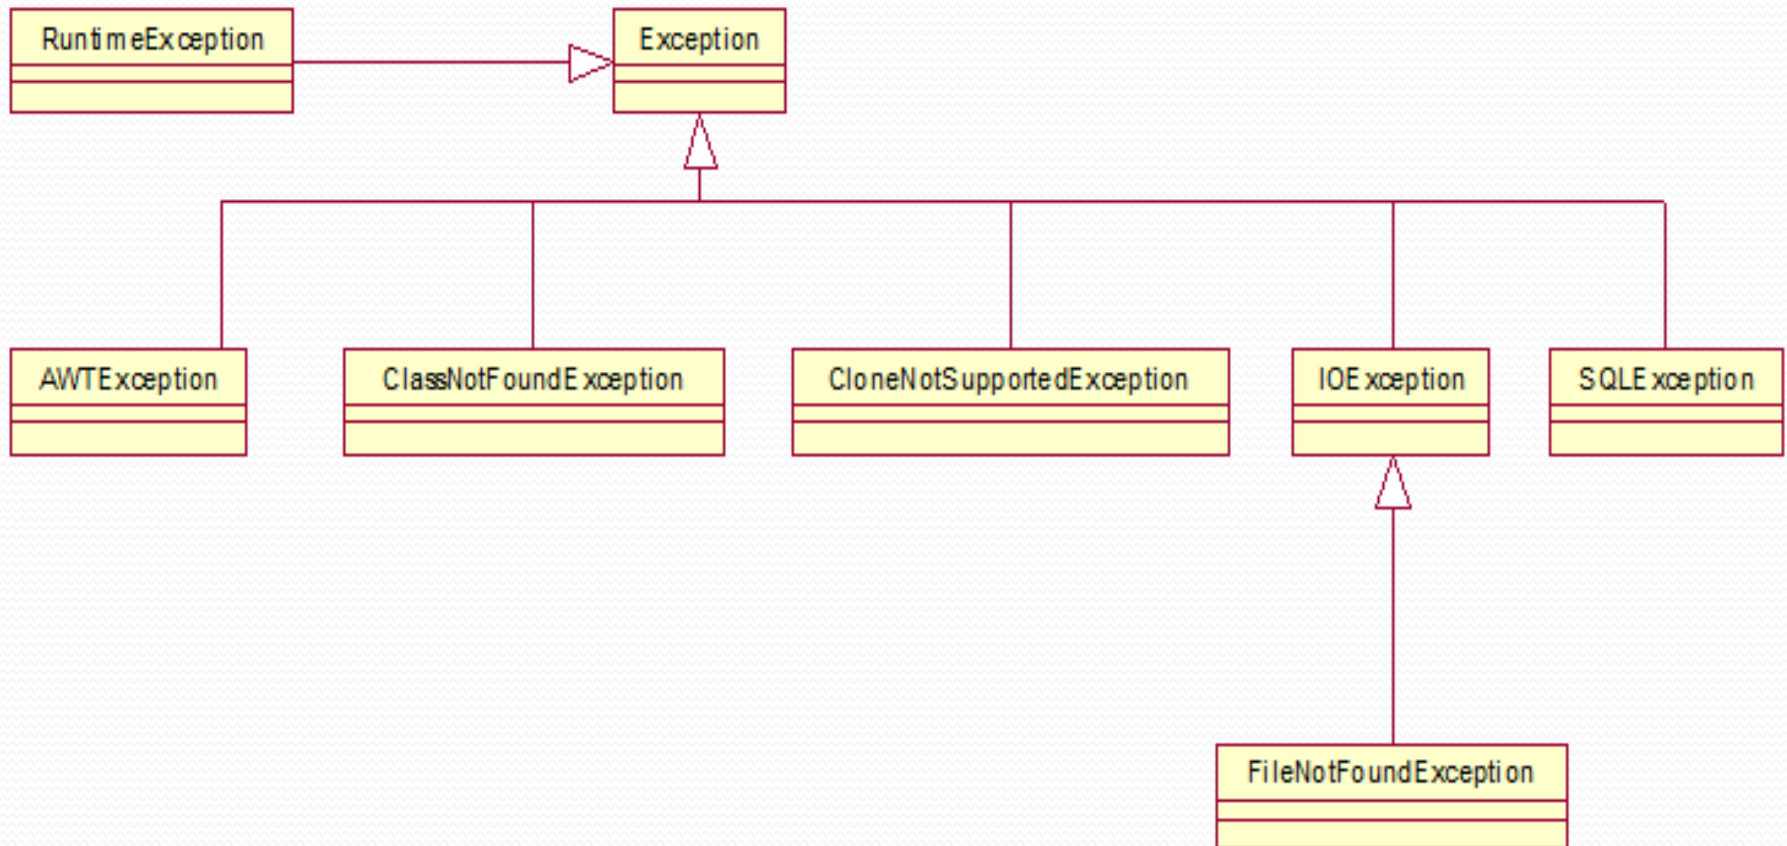 RuntimeException
Exception
AWTException
ClassNotFoundException
CloneNotSupportedException
IOException
SQLException
FileNotFoundException